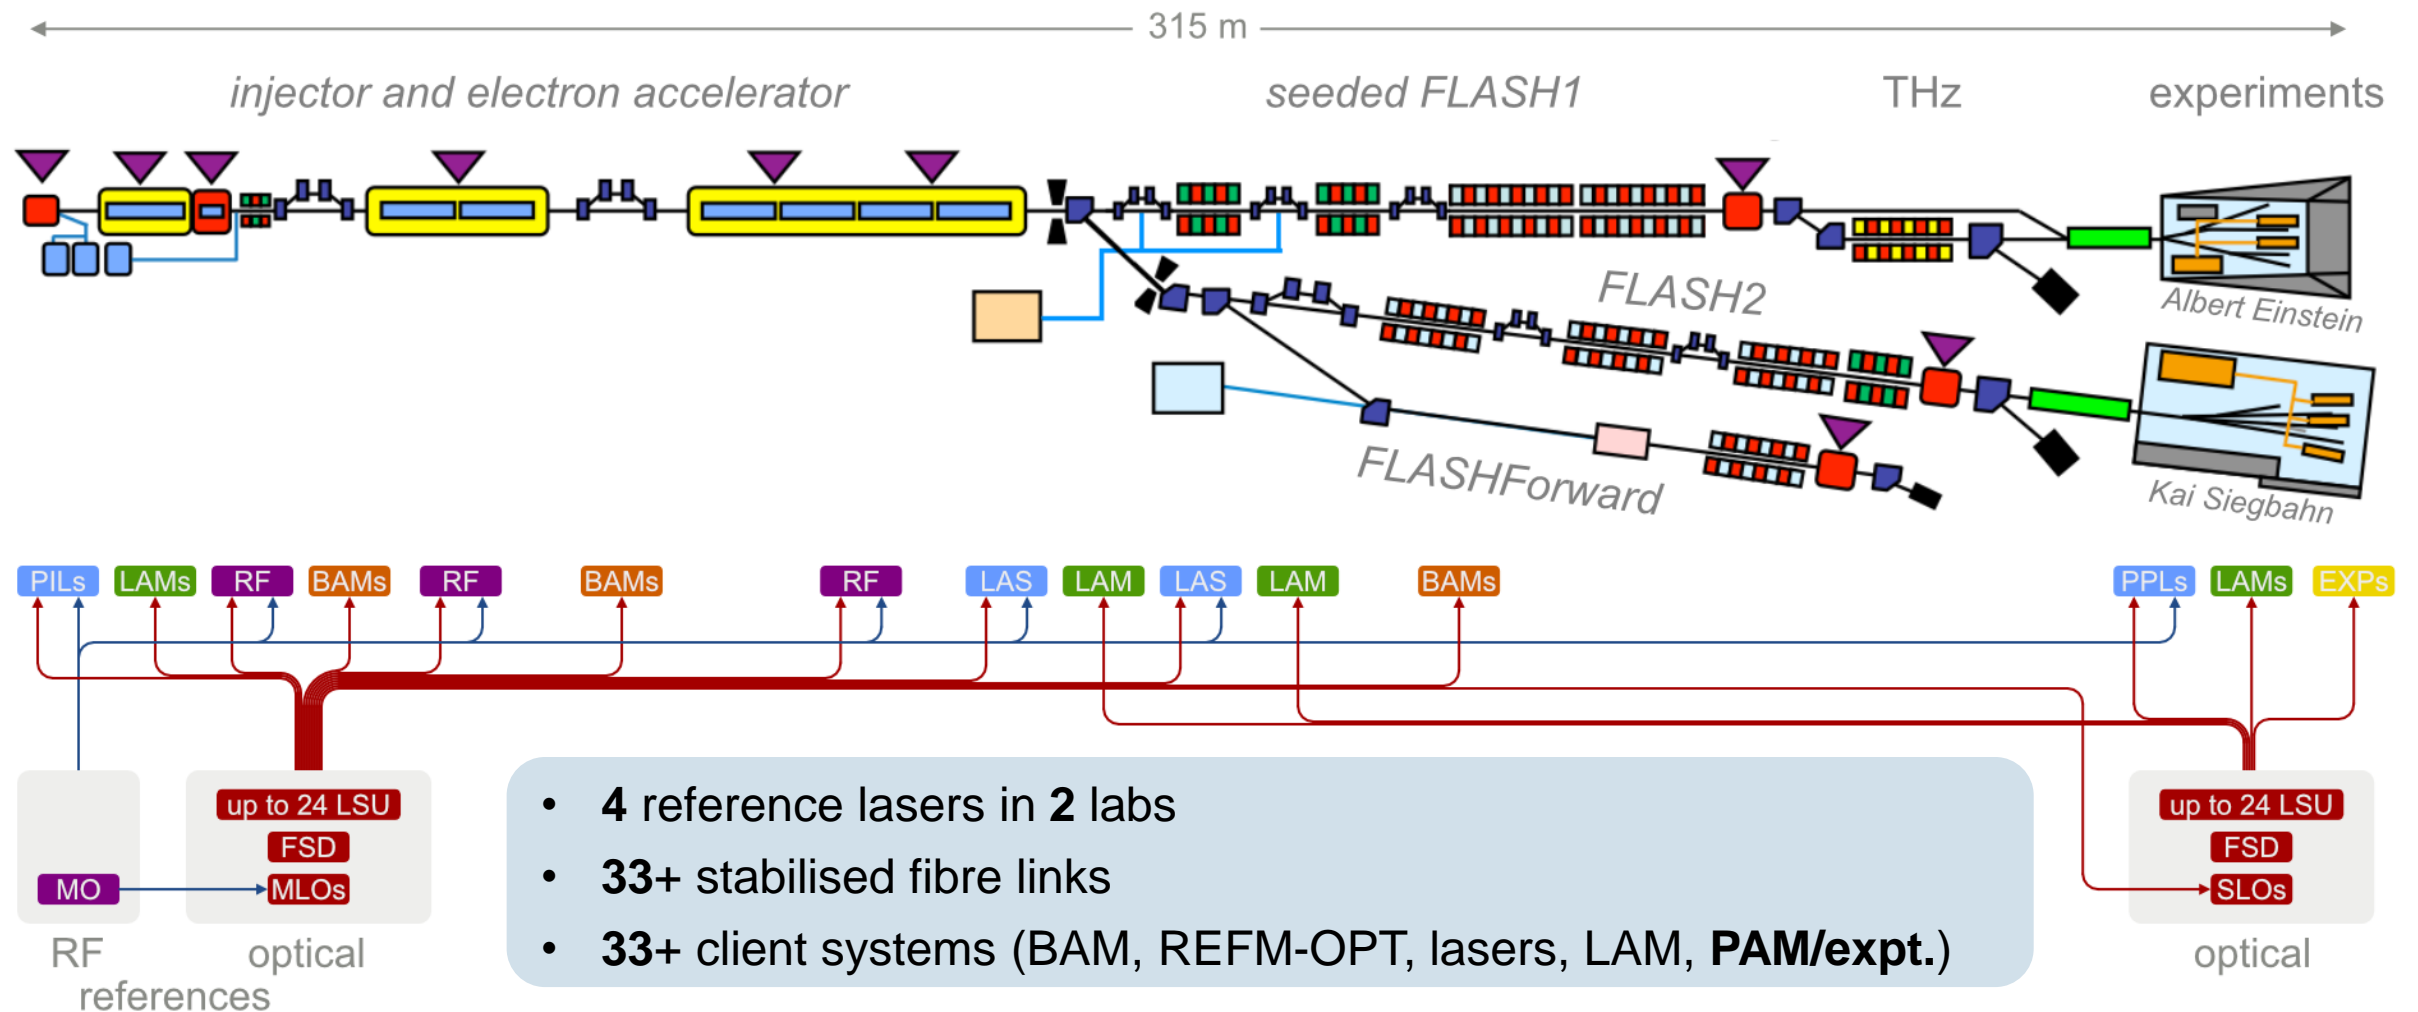 315 m
injector and electron accelerator
seeded FLASH1
THz
experiments
FLASH2
Albert Einstein
FLASHForward
Kai Siegbahn
PILs LAMs RF BAMs RF BAMs RF LAS LAM LAS LAM BAMs PPLs LAMs EXPs
up to 24 LSU
FSD
MO
MLOs
RF
optical
references
• 4 reference lasers in 2 labs
• 33+ stabilised fibre links
• 33+ client systems (BAM, REFM-OPT, lasers, LAM, PAM/expt.)
up to 24 LSU
FSD
SLOs
optical